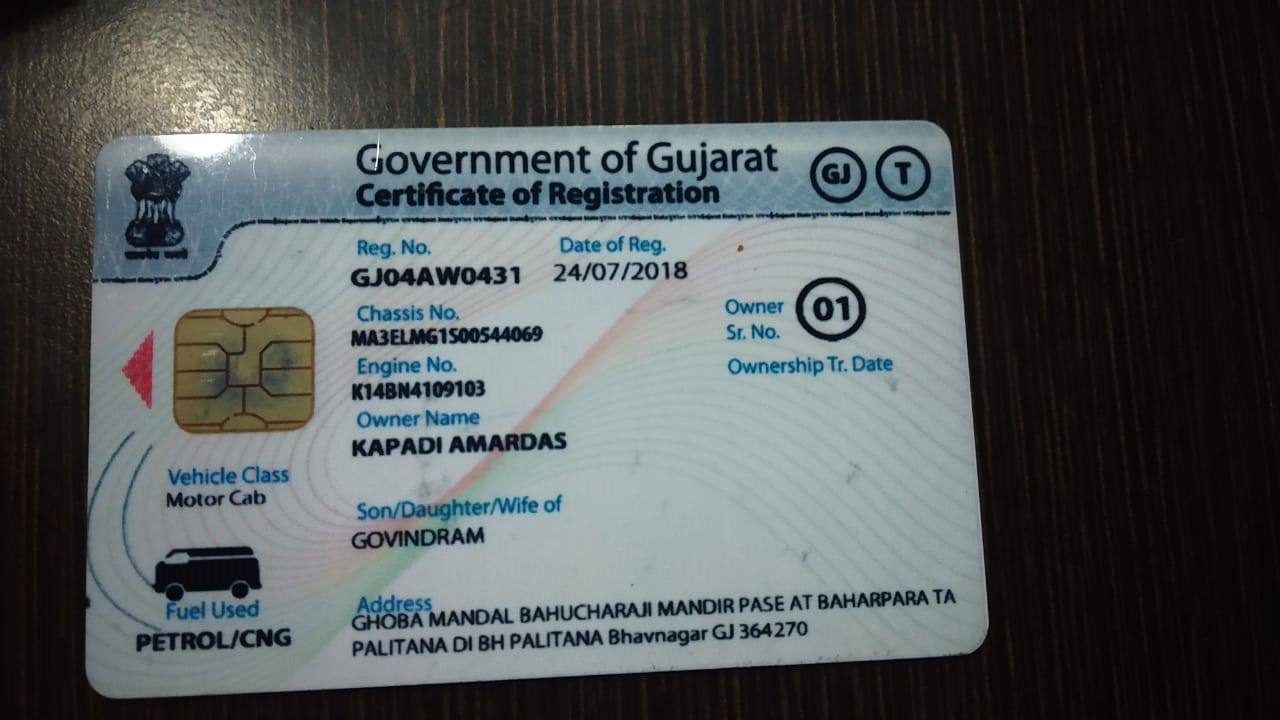 Government of Gujarat
Certificate of Registration
GJ T
Reg. No. Date of Reg.
GJ04AW0431 24/07/2018
Chassis No.
MA3ELMG1S00544069
Owner Sr. No. 01
Engine No.
K14BN4109103
Ownership Tr. Date
Owner Name
KAPADI AMARDAS
Vehicle Class
Motor Cab
Son/Daughter/Wife of
GOVINDRAM
Fuel Used
PETROL/CNG
Address
GHOBA MANDAL BAHUCHARAJI MANDIR PASE AT BAHARPARA TA
PALITANA DI BH PALITANA Bhavnagar GJ 364270